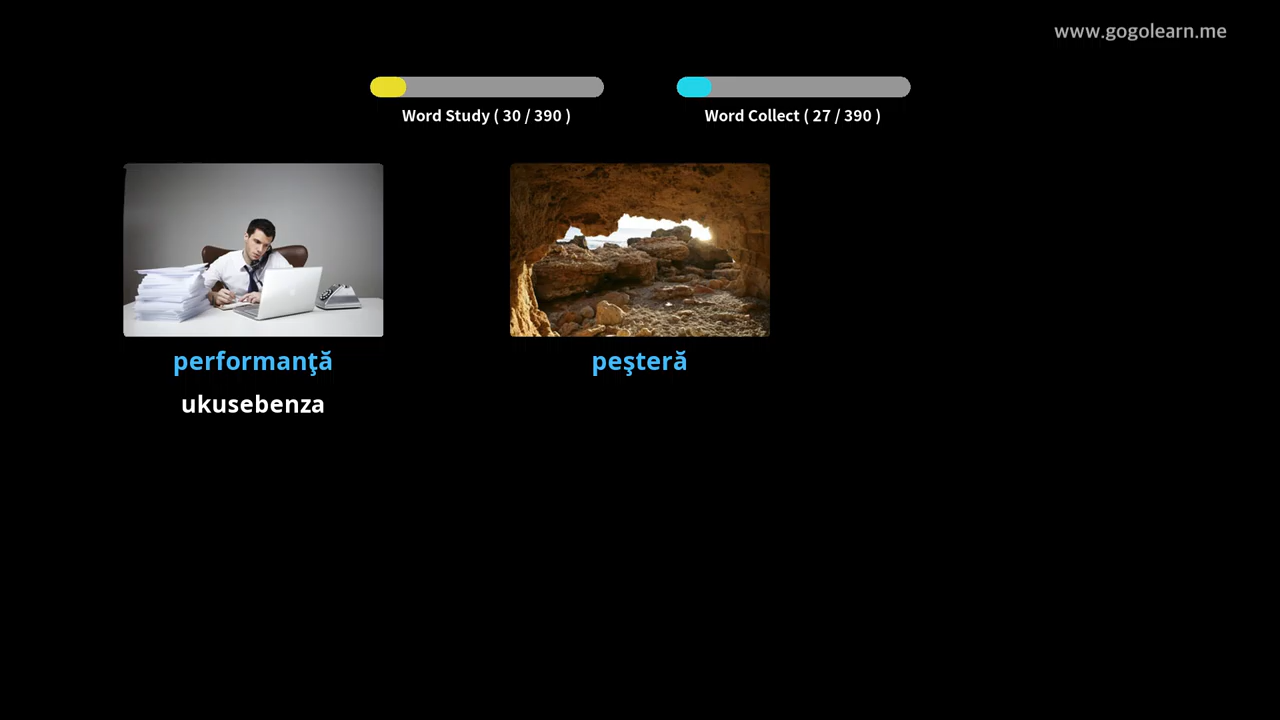 www.gogolearn.me
Word Study ( 30 / 390 )
Word Collect ( 27 / 390 )
performanţă
peşteră
ukusebenza